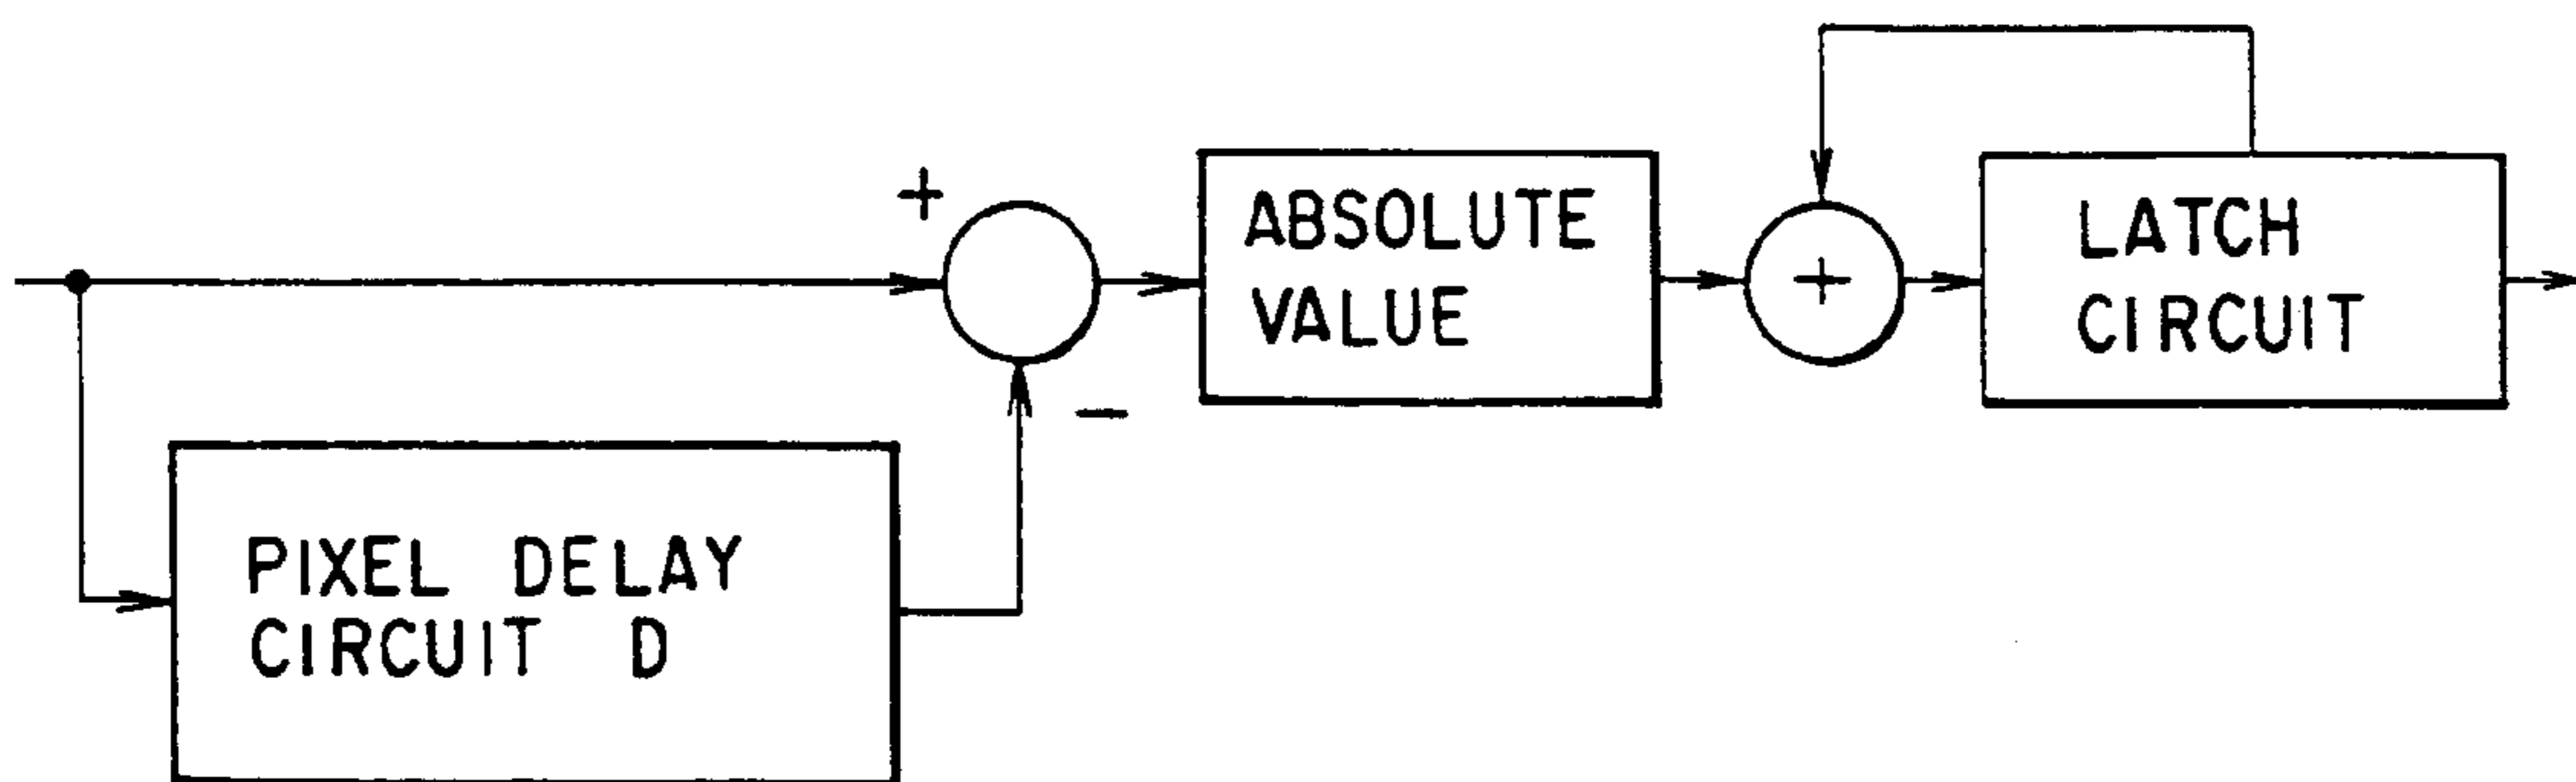 +
ABSOLUTE
VALUE
+
LATCH
CIRCUIT
−
PIXEL DELAY
CIRCUIT D